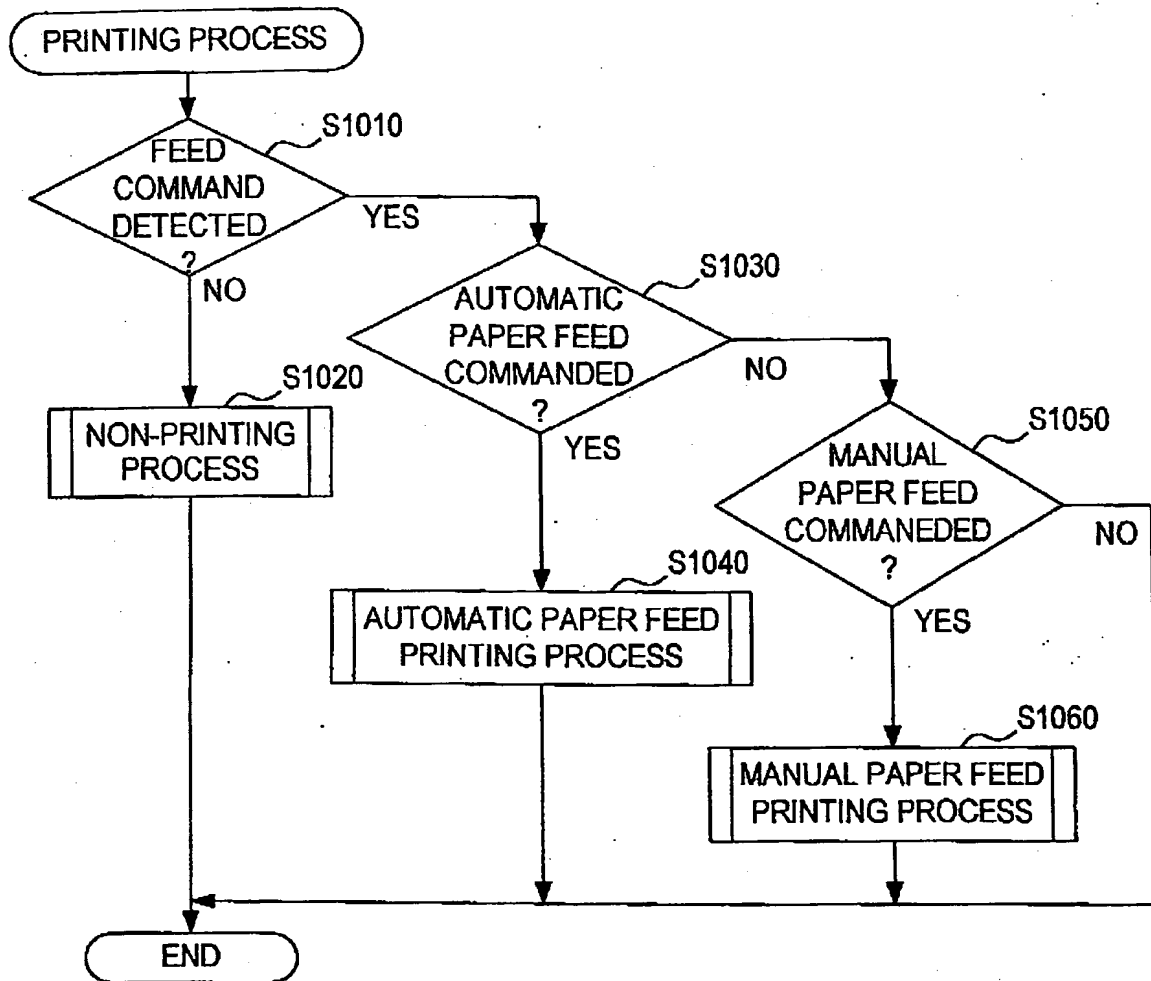 PRINTING PROCESS
S1010
FEED
COMMAND
DETECTED
?
YES
NO
S1030
AUTOMATIC
PAPER FEED
COMMANDED
?
NO
YES
S1020
NON-PRINTING
PROCESS
S1050
MANUAL
PAPER FEED
COMMANEDED
?
NO
YES
S1040
AUTOMATIC PAPER FEED
PRINTING PROCESS
S1060
MANUAL PAPER FEED
PRINTING PROCESS
END